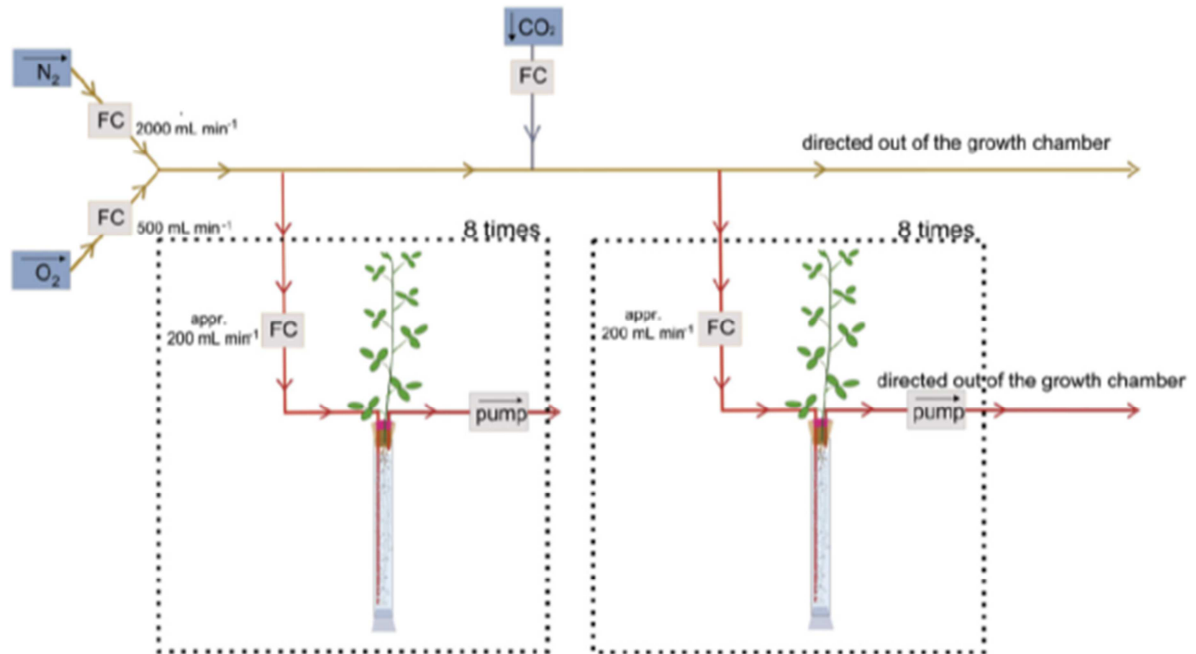 CO₂
N₂
FC
FC
2000 mL min⁻¹
directed out of the growth chamber
FC
500 mL min⁻¹
8 times
8 times
O₂
appr.
200 mL min⁻¹
FC
appr.
200 mL min⁻¹
FC
directed out of the growth chamber
pump
pump